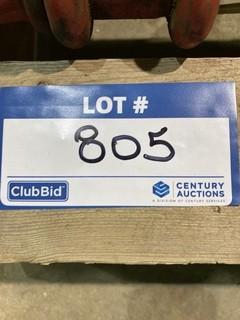 LOT #
805
ClubBid
CENTURY
AUCTIONS
A DIVISION OF CENTURY SERVICES